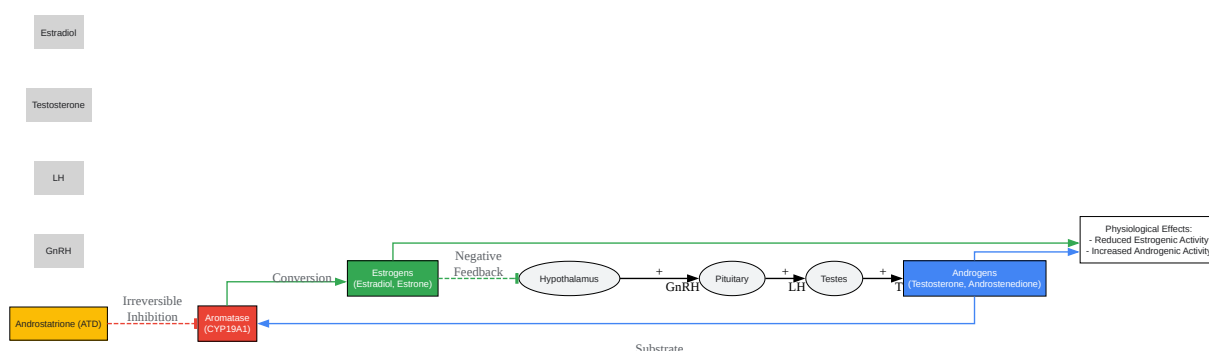 Estradiol
Testosterone
LH
GnRH
Physiological Effects:
- Reduced Estrogenic Activity
- Increased Androgenic Activity
Negative
Feedback
Conversion
Estrogens
(Estradiol, Estrone)
Hypothalamus
+
GnRH
Pituitary
+
LH
Testes
+
T
Androgens
(Testosterone, Androstenedione)
Irreversible
Inhibition
Androstatrione (ATD)
Aromatase
(CYP19A1)
Substrate